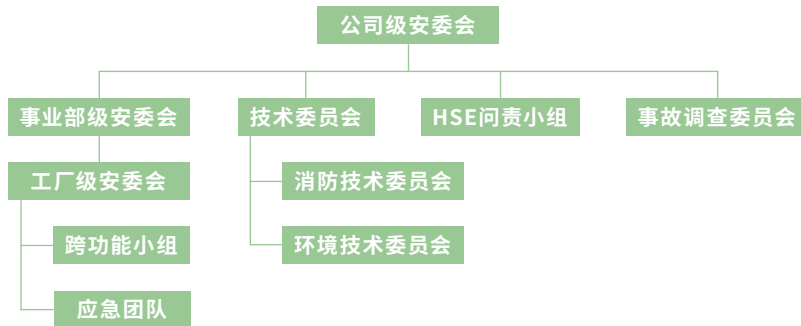 公司级安委会
事业部级安委会
技术委员会
HSE问责小组
事故调查委员会
工厂级安委会
消防技术委员会
跨功能小组
环境技术委员会
应急团队